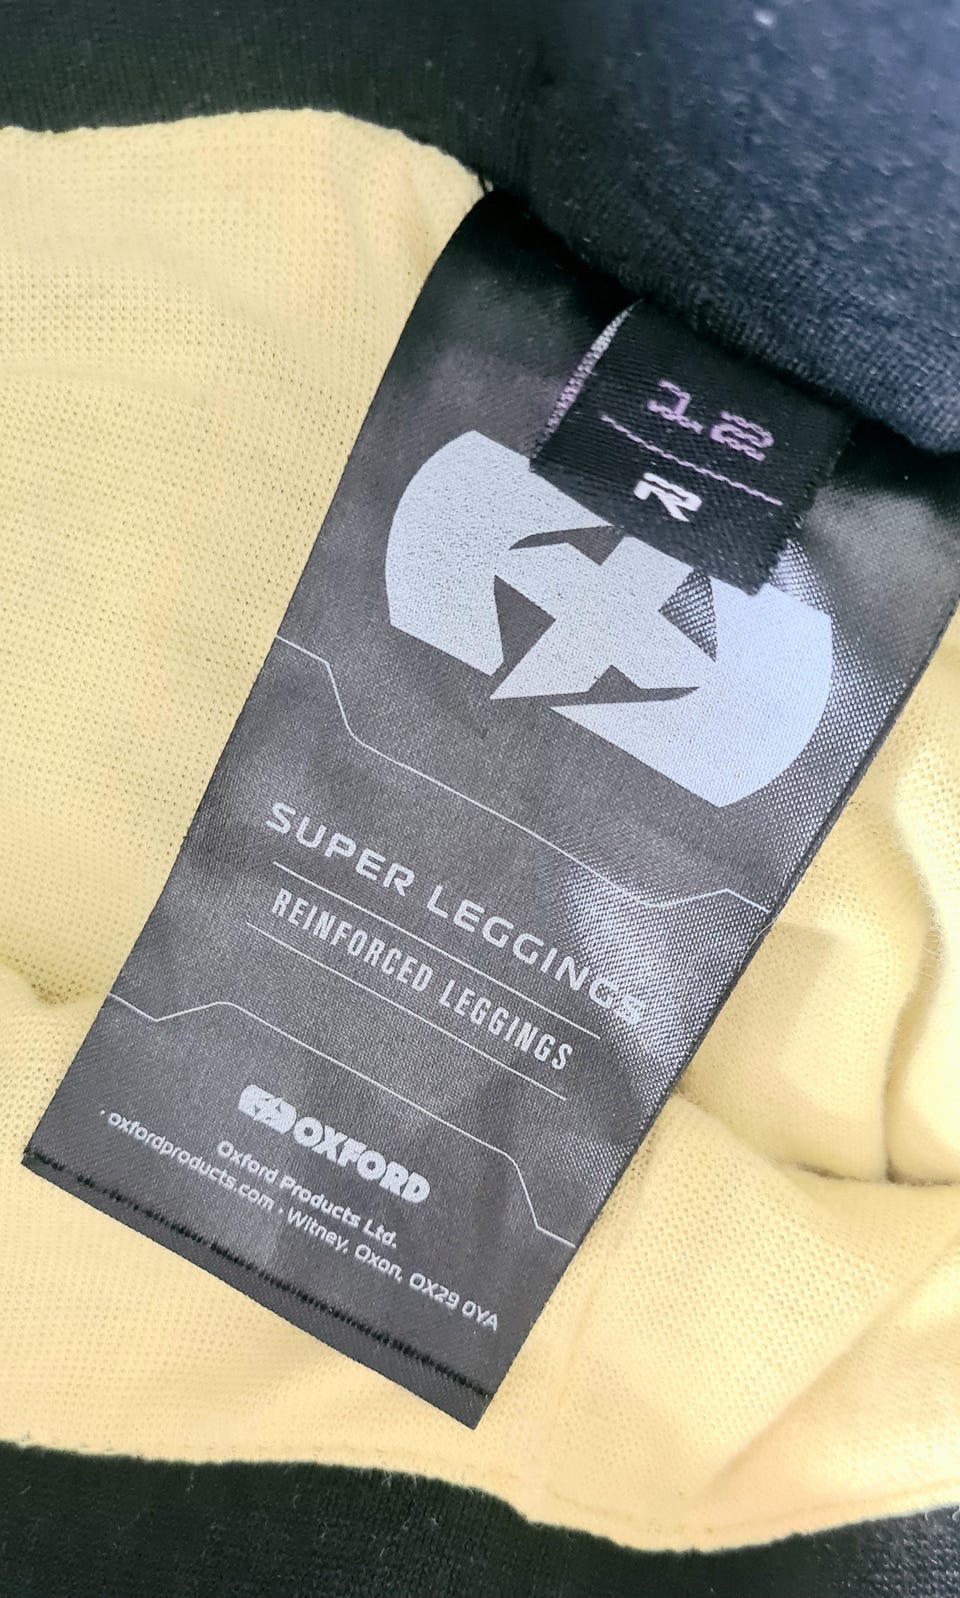 12
R
SUPER LEGGINGS
REINFORCED LEGGINGS
OXFORD
Oxford Products Ltd.
· oxfordproducts.com · Witney, Oxon, OX29 0YA